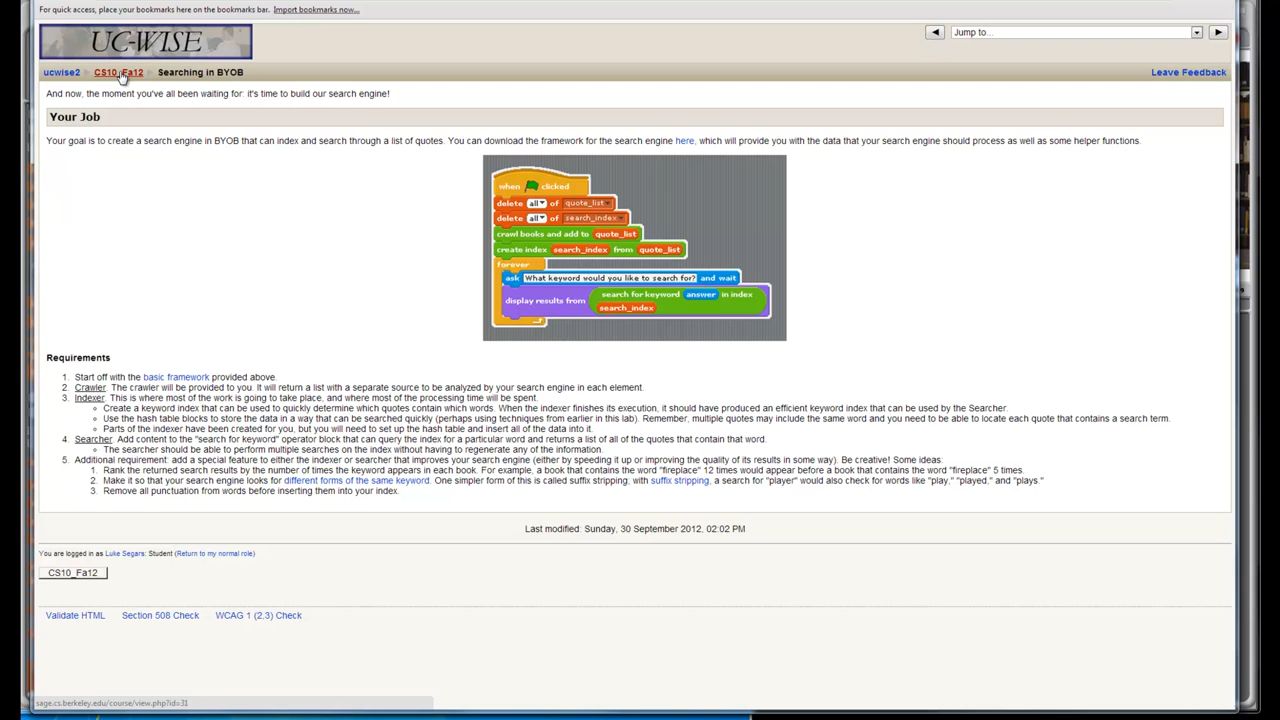 For quick access, place your bookmarks here on the bookmarks bar. Import bookmarks now...
UC-WISE
Jump to...
ucwise2 CS10_Fa12 Searching in BYOB
Leave Feedback
And now, the moment you've all been waiting for: it's time to build our search engine!
Your Job
Your goal is to create a search engine in BYOB that can index and search through a list of quotes. You can download the framework for the search engine here, which will provide you with the data that your search engine should process as well as some helper functions.
when clicked
delete all of quote_list
delete all of search_index
crawl books and add to quote_list
create index search_index from quote_list
forever
ask What keyword would you like to search for? and wait
display results from search for keyword answer in index
search_index
Requirements
1. Start off with the basic framework provided above.
2. Crawler. The crawler will be provided to you. It will return a list with a separate source to be analyzed by your search engine in each element.
3. Indexer. This is where most of the work is going to take place, and where most of the processing time will be spent.
Create a keyword index that can be used to quickly determine which quotes contain which words. When the indexer finishes its execution, it should have produced an efficient keyword index that can be used by the Searcher.
Use the hash table blocks to store the data in a way that can be searched quickly (perhaps using techniques from earlier in this lab). Remember, multiple quotes may include the same word and you need to be able to locate each quote that contains a search term.
Parts of the indexer have been created for you, but you will need to set up the hash table and insert all of the data into it.
4. Searcher. Add content to the "search for keyword" operator block that can query the index for a particular word and returns a list of all of the quotes that contain that word.
The searcher should be able to perform multiple searches on the index without having to regenerate any of the information.
5. Additional requirement: add a special feature to either the indexer or searcher that improves your search engine (either by speeding it up or improving the quality of its results in some way). Be creative! Some ideas:
1. Rank the returned search results by the number of times the keyword appears in each book. For example, a book that contains the word "fireplace" 12 times would appear before a book that contains the word "fireplace" 5 times.
2. Make it so that your search engine looks for different forms of the same keyword. One simpler form of this is called suffix stripping, with suffix stripping, a search for "player" would also check for words like "play," "played," and "plays."
3. Remove all punctuation from words before inserting them into your index.
Last modified: Sunday, 30 September 2012, 02:02 PM
You are logged in as Luke Segars: Student (Return to my normal role)
CS10_Fa12
Validate HTML Section 508 Check WCAG 1 (2,3) Check
sage.cs.berkeley.edu/course/view.php?id=31